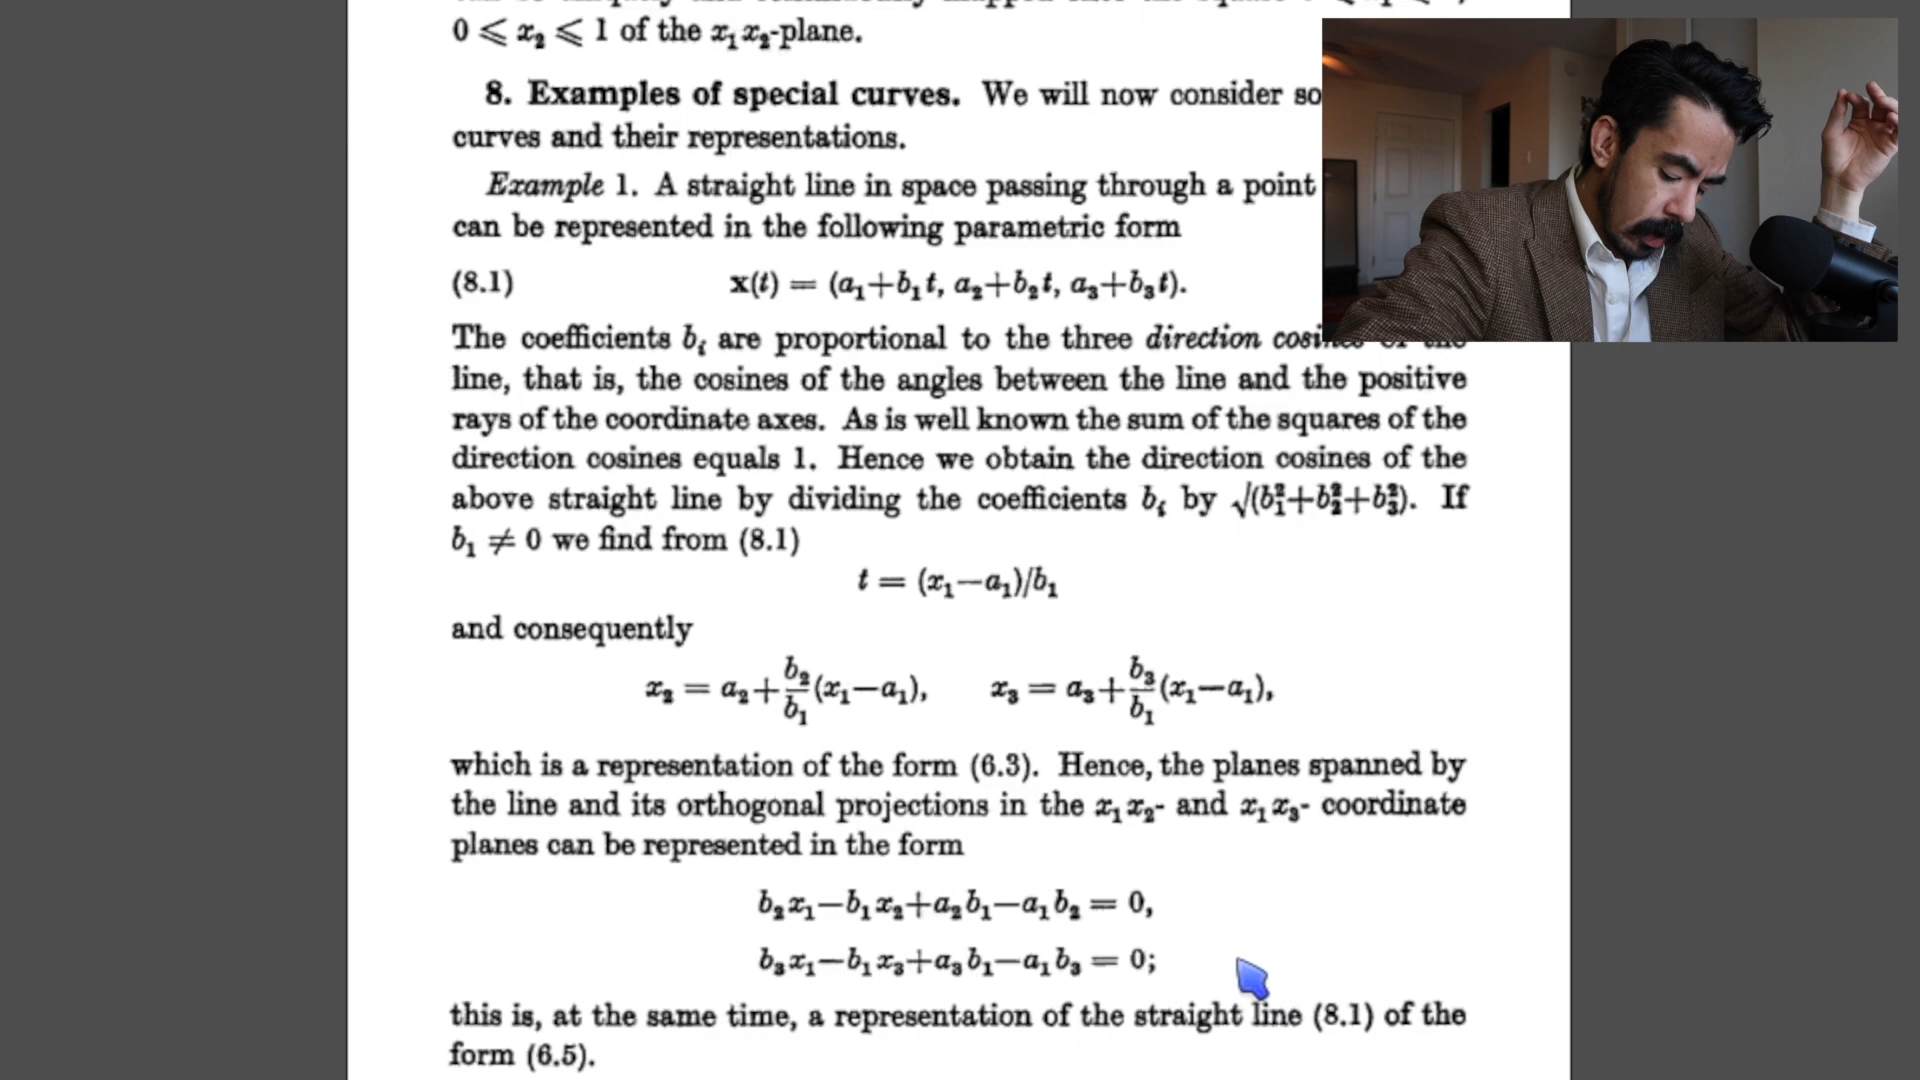 0 ⩽ x₂ ⩽ 1 of the x₁x₂-plane.
8. Examples of special curves. We will now consider so
curves and their representations.
Example 1. A straight line in space passing through a point
can be represented in the following parametric form
(8.1) x(t) = (a₁+b₁t, a₂+b₂t, a₃+b₃t).
The coefficients bᵢ are proportional to the three direction cosines of the
line, that is, the cosines of the angles between the line and the positive
rays of the coordinate axes. As is well known the sum of the squares of the
direction cosines equals 1. Hence we obtain the direction cosines of the
above straight line by dividing the coefficients bᵢ by √(b₁²+b₂²+b₃²). If
b₁ ≠ 0 we find from (8.1)
t = (x₁−a₁)/b₁
and consequently
x₂ = a₂+b₂/b₁(x₁−a₁), x₃ = a₃+b₃/b₁(x₁−a₁),
which is a representation of the form (6.3). Hence, the planes spanned by
the line and its orthogonal projections in the x₁x₂- and x₁x₃- coordinate
planes can be represented in the form
b₂x₁−b₁x₂+a₂b₁−a₁b₂ = 0,
b₃x₁−b₁x₃+a₃b₁−a₁b₃ = 0;
this is, at the same time, a representation of the straight line (8.1) of the
form (6.5).